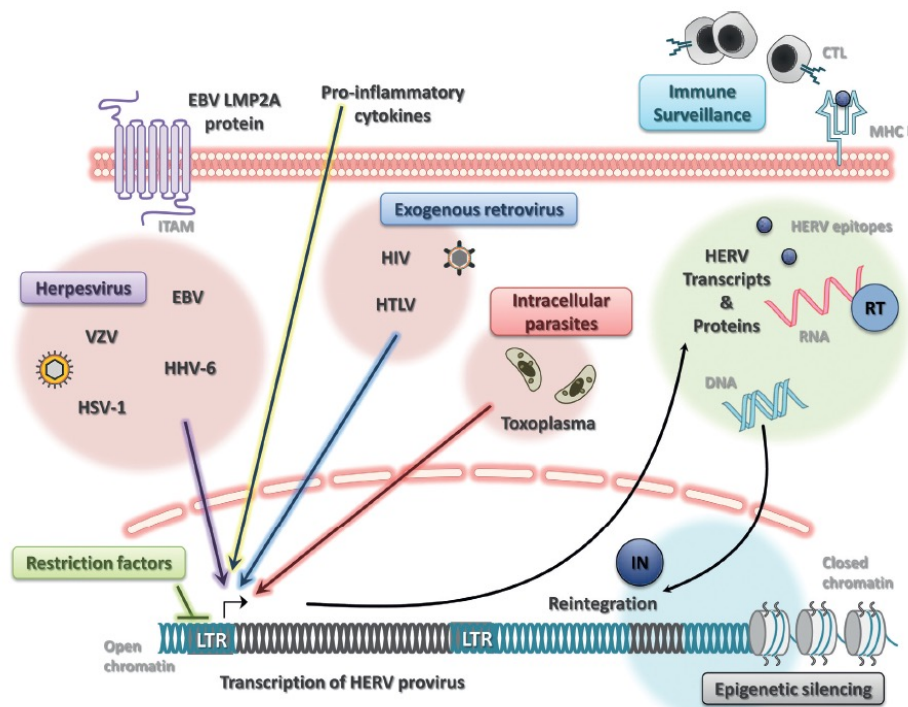 CTL
Immune
Surveillance
MHC I
EBV LMP2A
protein
Pro-inflammatory
cytokines
ITAM
Exogenous retrovirus
HIV
HTLV
Herpesvirus
EBV
VZV
HHV-6
HSV-1
Intracellular
parasites
Toxoplasma
HERV epitopes
HERV
Transcripts
&
Proteins
RT
RNA
DNA
Restriction factors
IN
Reintegration
Closed
chromatin
LTR
LTR
Open
chromatin
Transcription of HERV provirus
Epigenetic silencing